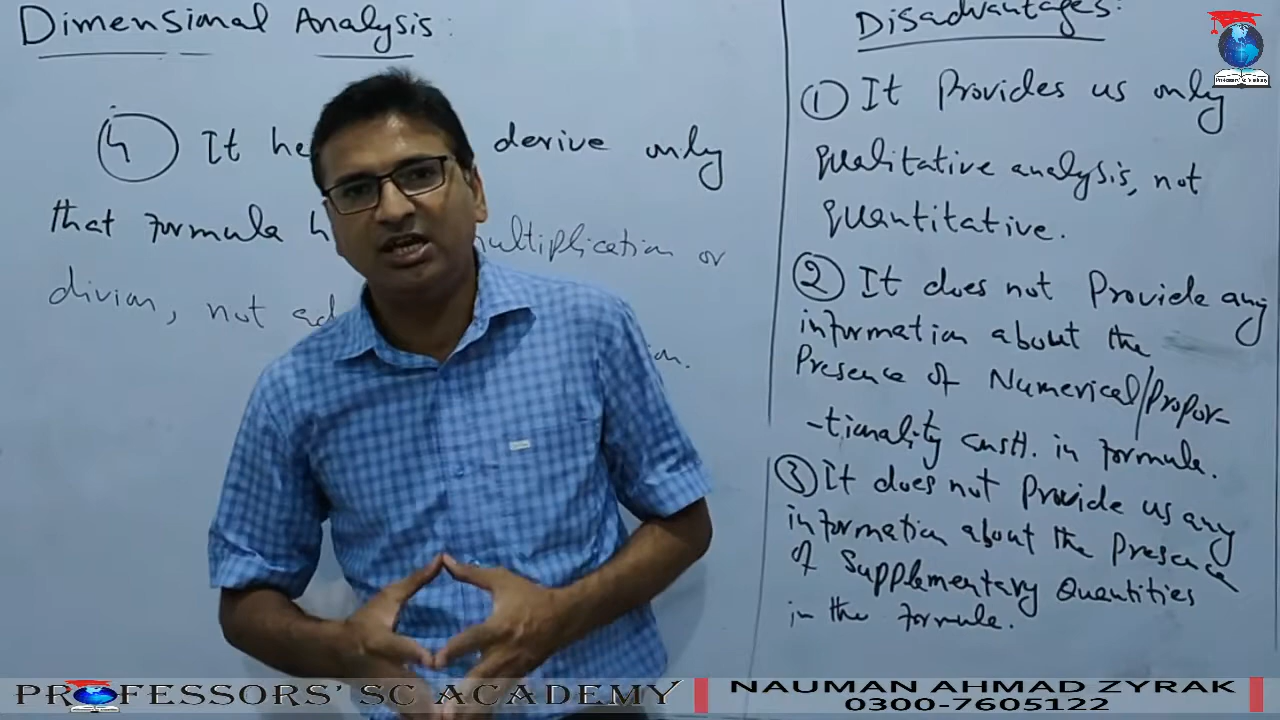 Dimensional Analysis:
4 It he derive only
that formula h multiplication or
divion, not ad
on.
Disadvantages:
1 It Provides us only
qualitative analysis, not
quantitative.
2 It does not Provide any
information about the
Presence of Numerical/Propor-
-tionality const. in formula.
3 It does not Provide us any
information about the Presence
of Supplementary Quantities
in the formula.
PROFESSORS' SC ACADEMY
NAUMAN AHMAD ZYRAK
0300-7605122